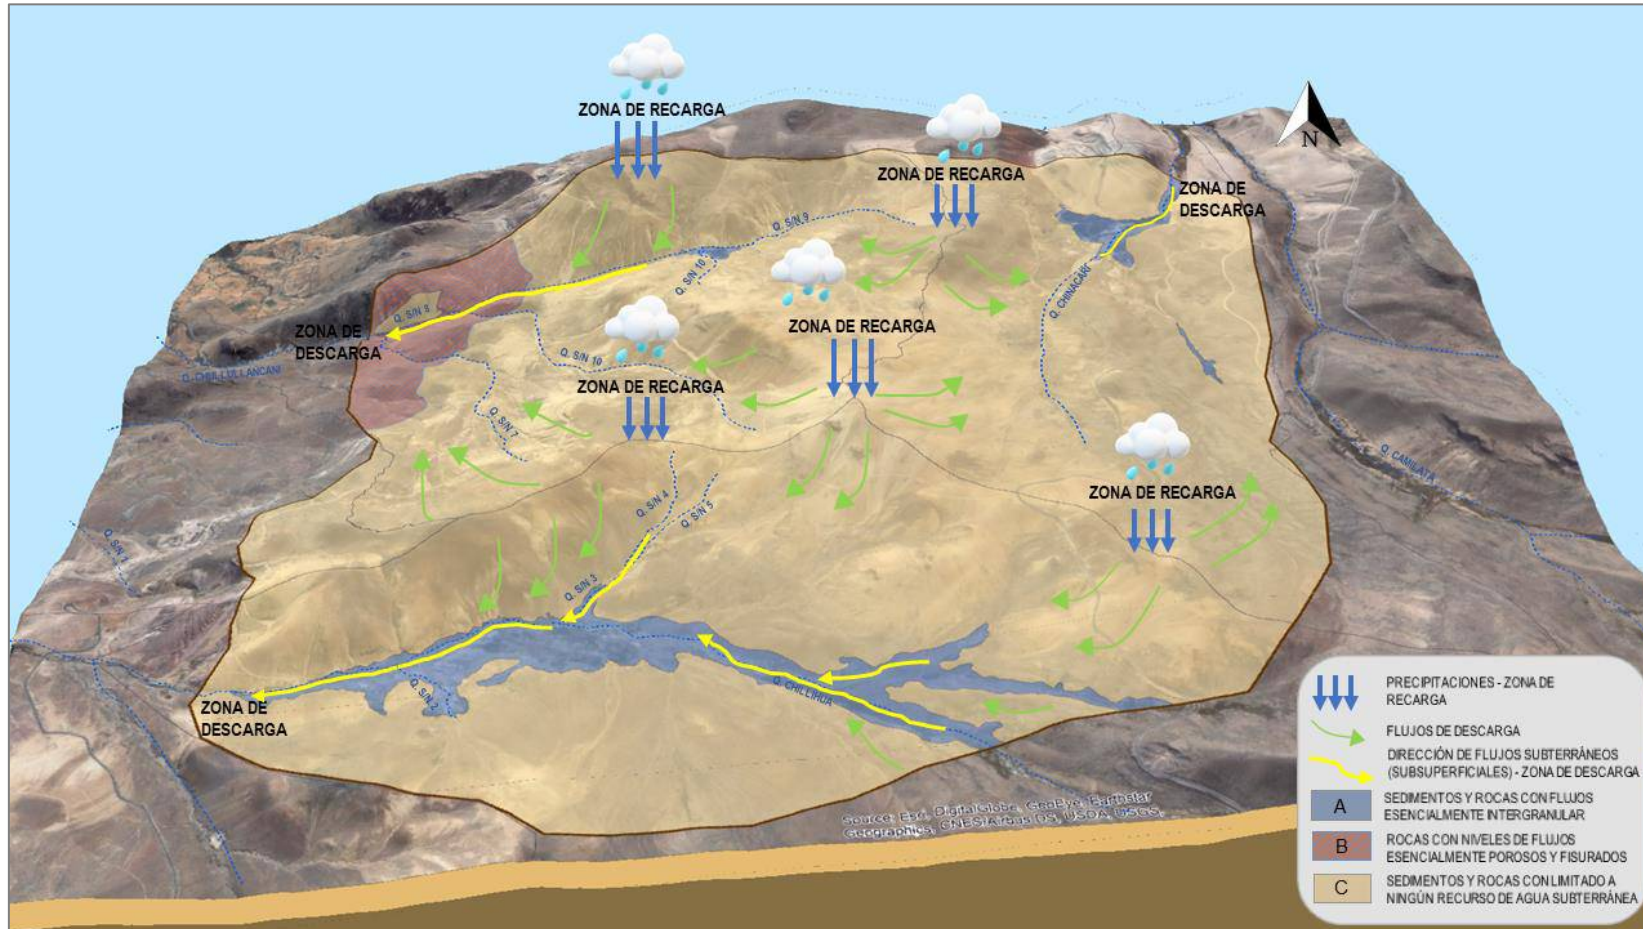 ZONA DE RECARGA
ZONA DE RECARGA
ZONA DE
DESCARGA
N
Q. S/N 9
Q. S/N 10
Q. CHINACARI
ZONA DE RECARGA
Q. S/N 8
ZONA DE
DESCARGA
Q. S/N 10
ZONA DE RECARGA
Q. S/N 7
Q. CAMILATA
ZONA DE RECARGA
Q. S/N 4
Q. S/N 5
Q. S/N 3
Q. CHILLIHUA
Q. S/N 2
ZONA DE
DESCARGA
Source: Esri, DigitalGlobe, GeoEye, Earthstar
Geographics, CNES/Airbus DS, USDA, USGS,
PRECIPITACIONES - ZONA DE
RECARGA
FLUJOS DE DESCARGA
DIRECCIÓN DE FLUJOS SUBTERRÁNEOS
(SUBSUPERFICIALES) - ZONA DE DESCARGA
A
SEDIMENTOS Y ROCAS CON FLUJOS
ESENCIALMENTE INTERGRANULAR
B
ROCAS CON NIVELES DE FLUJOS
ESENCIALMENTE POROSOS Y FISURADOS
C
SEDIMENTOS Y ROCAS CON LIMITADO A
NINGÚN RECURSO DE AGUA SUBTERRÁNEA